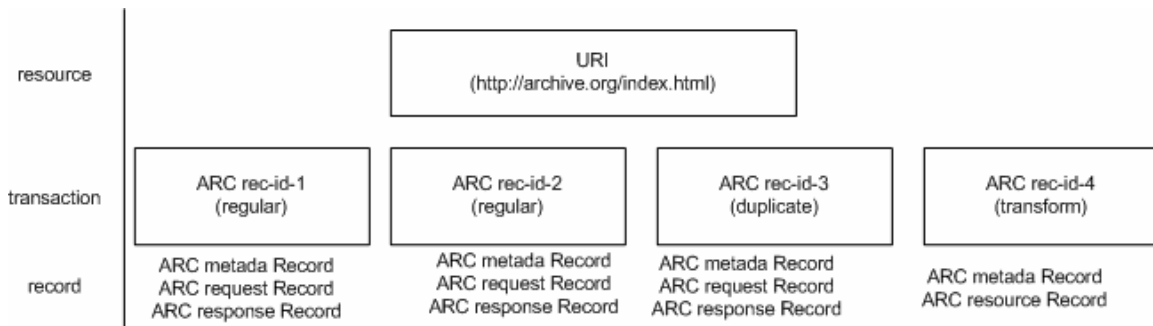 resource
URI
(http://archive.org/index.html)
transaction
ARC rec-id-1
(regular)
ARC rec-id-2
(regular)
ARC rec-id-3
(duplicate)
ARC rec-id-4
(transform)
record
ARC metada Record
ARC request Record
ARC response Record
ARC metada Record
ARC request Record
ARC response Record
ARC metada Record
ARC request Record
ARC response Record
ARC metada Record
ARC resource Record